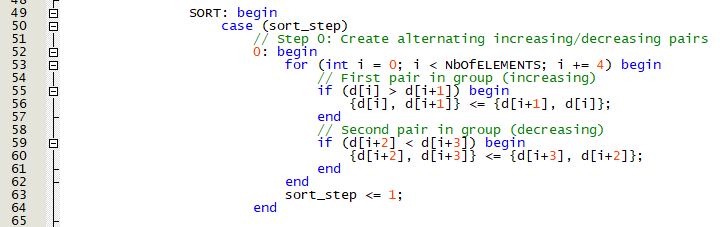 49 SORT: begin
50 case (sort_step)
51 // Step 0: Create alternating increasing/decreasing pairs
52 0: begin
53 for (int i = 0; i < NbOfELEMENTS; i += 4) begin
54 // First pair in group (increasing)
55 if (d[i] > d[i+1]) begin
56 {d[i], d[i+1]} <= {d[i+1], d[i]};
57 end
58 // Second pair in group (decreasing)
59 if (d[i+2] < d[i+3]) begin
60 {d[i+2], d[i+3]} <= {d[i+3], d[i+2]};
61 end
62 end
63 sort_step <= 1;
64 end
65